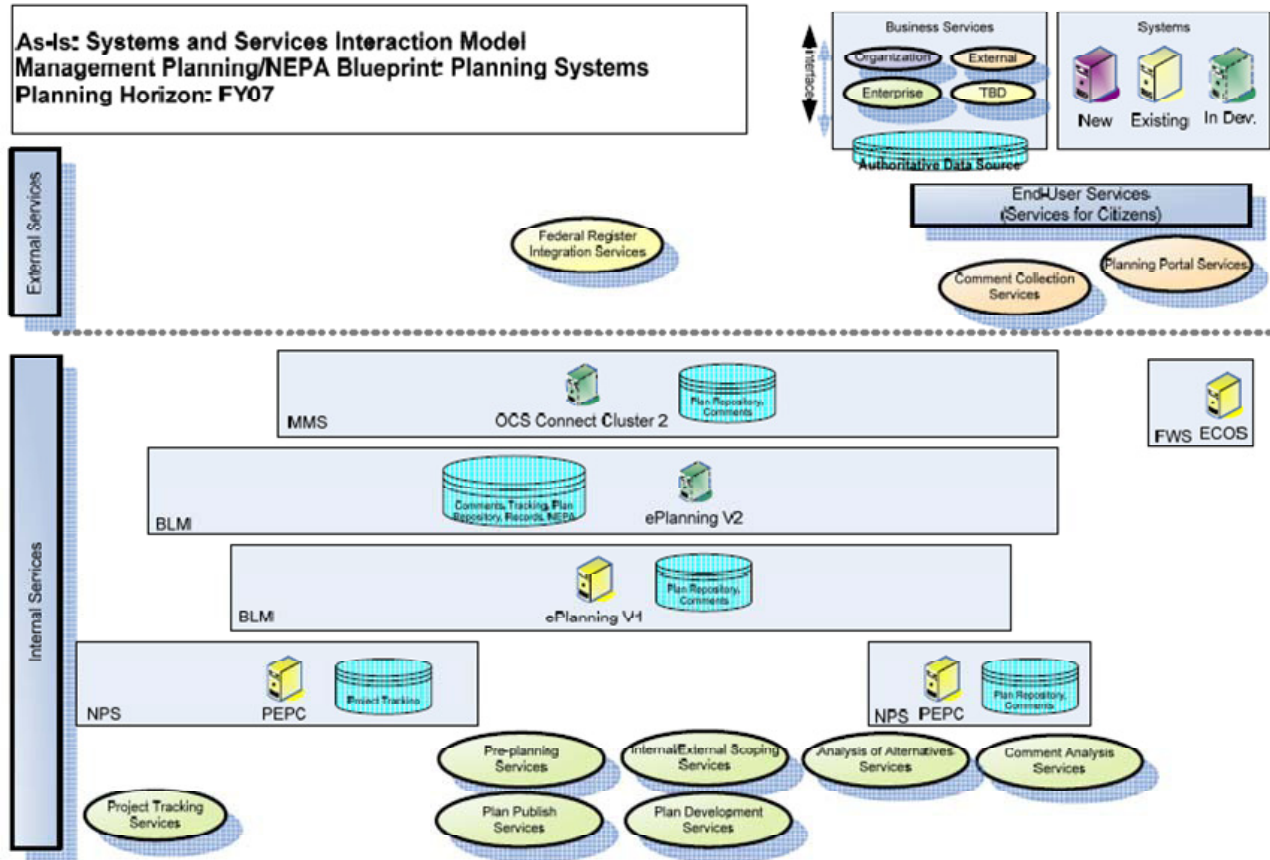 As-Is: Systems and Services Interaction Model
Management Planning/NEPA Blueprint: Planning Systems
Planning Horizon: FY07
Interface
Business Services
Organization
External
Enterprise
TBD
Authoritative Data Source
Systems
New
Existing
In Dev.
External Services
End-User Services
(Services for Citizens)
Federal Register
Integration Services
Comment Collection
Services
Planning Portal Services
Internal Services
MMS
OCS Connect Cluster 2
Plan Repository,
Comments
FWS
ECOS
BLM
Comments, Tracking, Plan
Repository, Records, NEPA
ePlanning V2
BLM
ePlanning V1
Plan Repository,
Comments
NPS
PEPC
Project Tracking
NPS
PEPC
Plan Repository,
Comments
Pre-planning
Services
Internal/External Scoping
Services
Analysis of Alternatives
Services
Comment Analysis
Services
Project Tracking
Services
Plan Publish
Services
Plan Development
Services